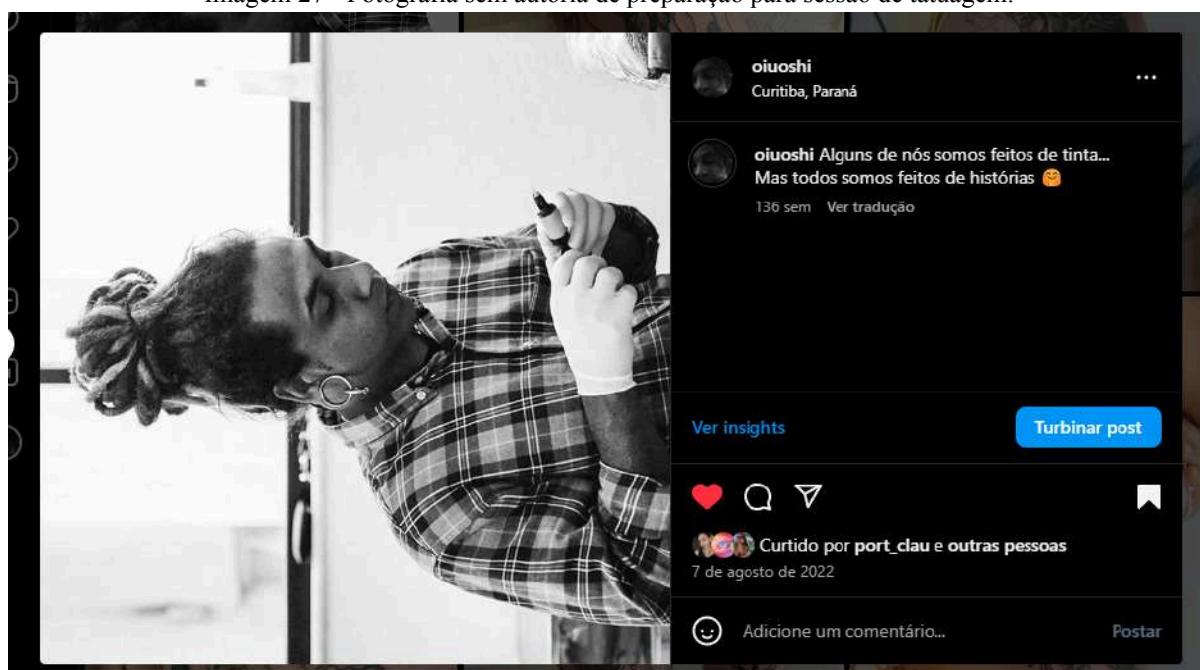 Imagem 27 - Fotografia sem autoria de preparação para sessão de tatuagem.
oiuoshi
Curitiba, Paraná
oiuoshi Alguns de nós somos feitos de tinta...
Mas todos somos feitos de histórias 🤗
136 sem Ver tradução
Ver insights
Turbinar post
Curtido por port_clau e outras pessoas
7 de agosto de 2022
Adicione um comentário...
Postar